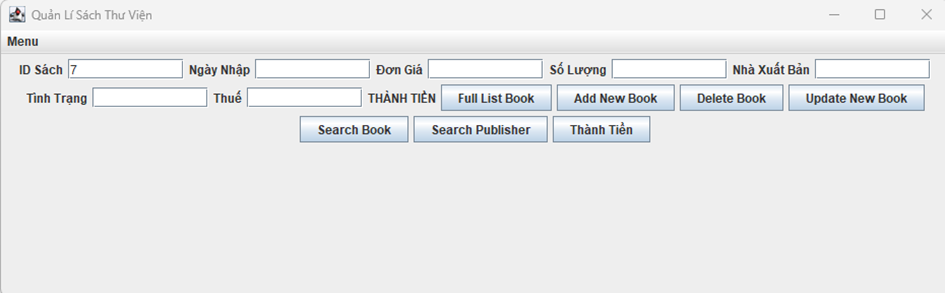 Quản Lí Sách Thư Viện
Menu
ID Sách 7 Ngày Nhập Đơn Giá Số Lượng Nhà Xuất Bản
Tình Trạng Thuế THÀNH TIỀN Full List Book Add New Book Delete Book Update New Book
Search Book Search Publisher Thành Tiền